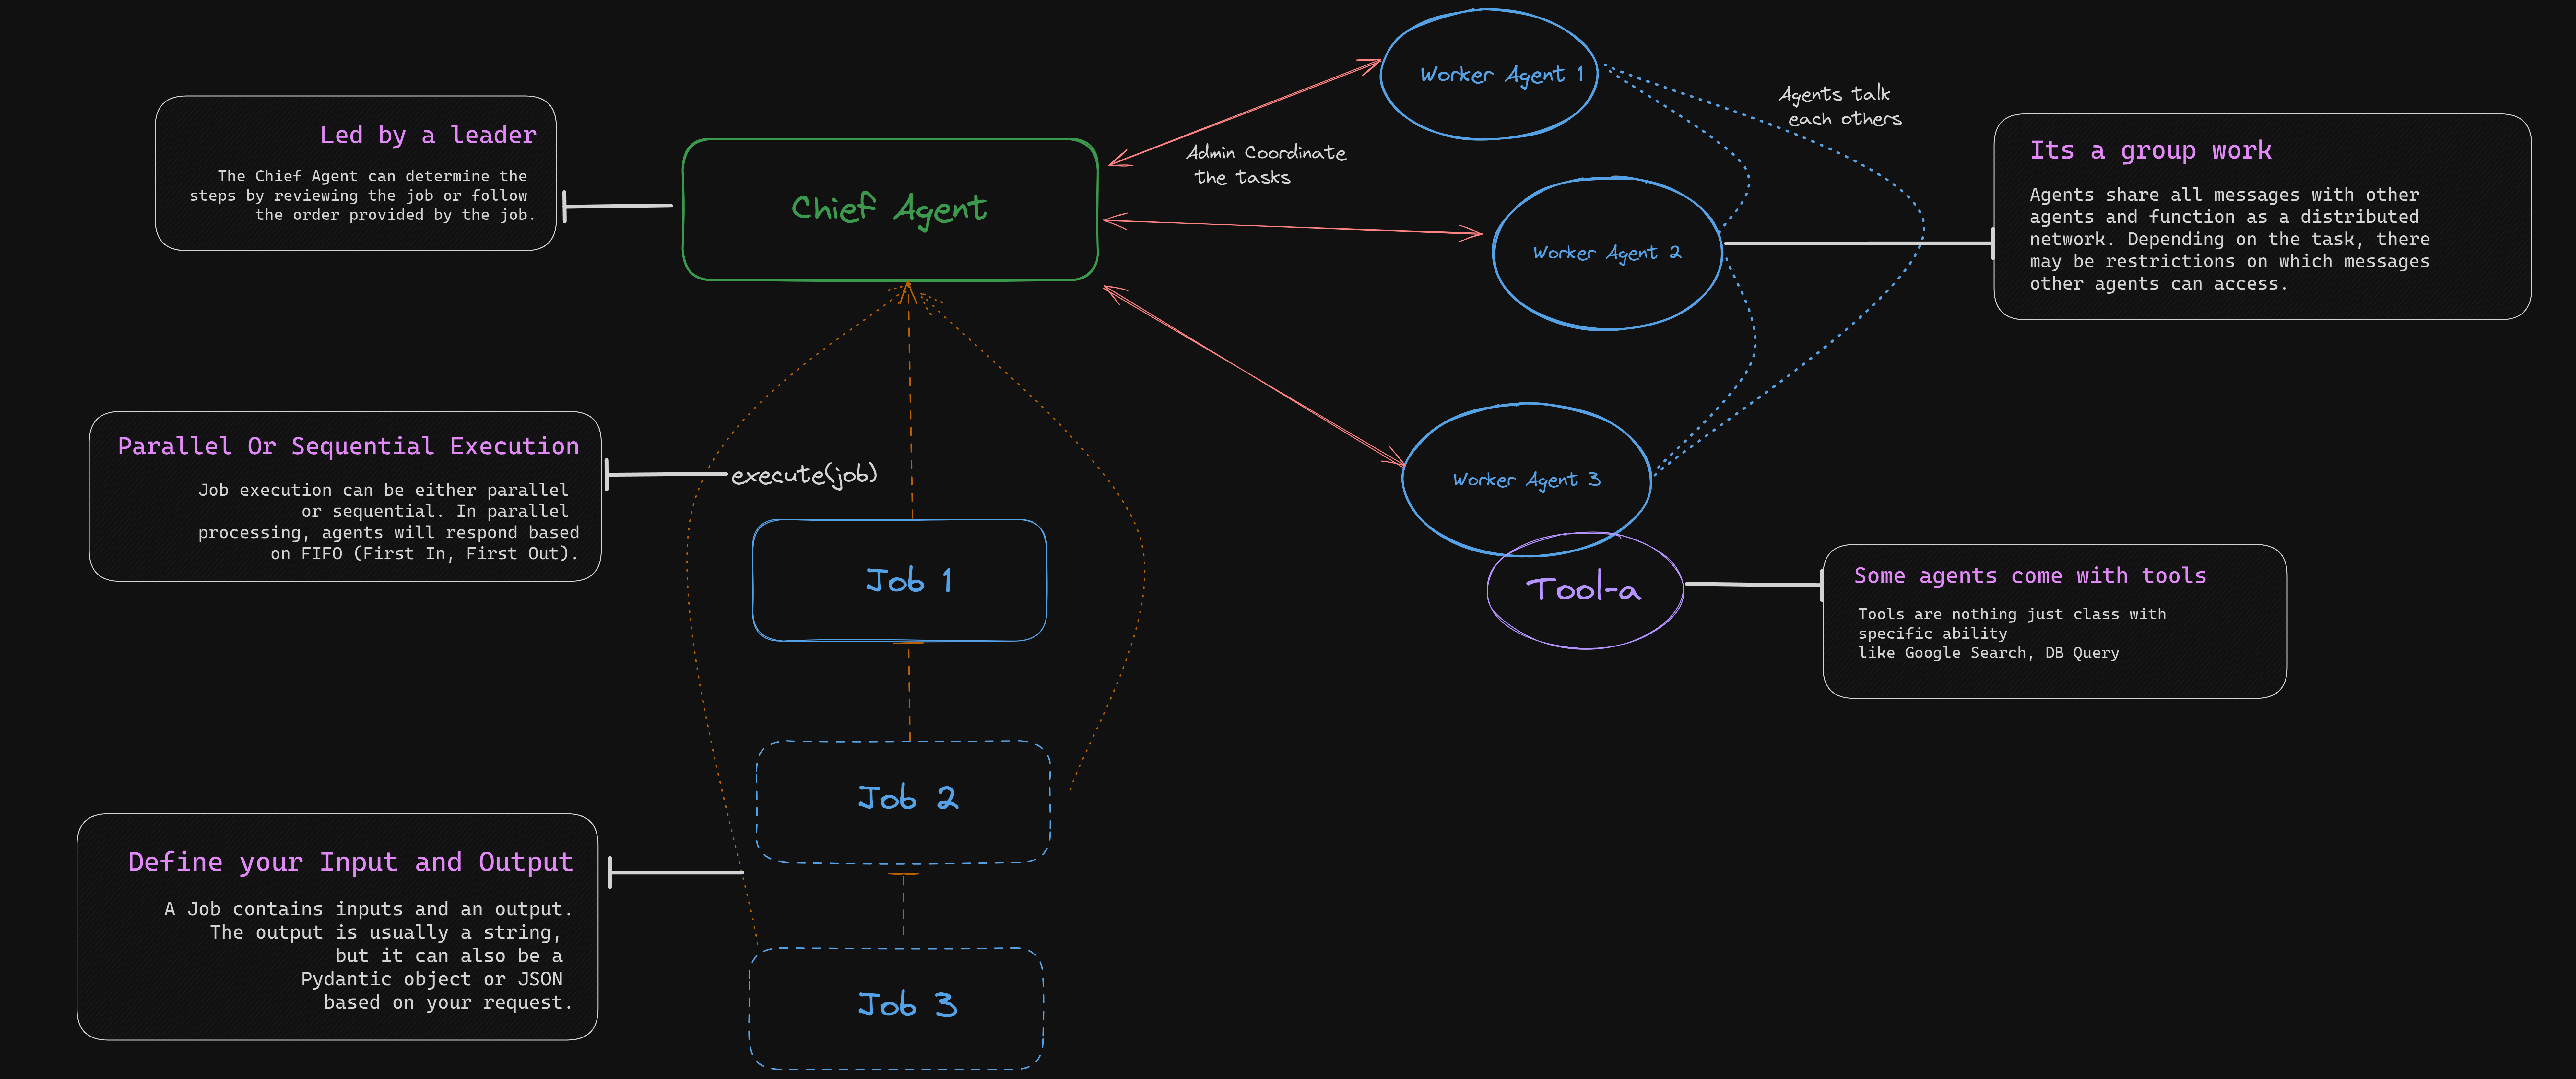 Led by a leader
The Chief Agent can determine the
steps by reviewing the job or follow
the order provided by the job.
Chief Agent
Admin Coordinate
the tasks
Worker Agent 1
Agents talk
each others
Worker Agent 2
Its a group work
Agents share all messages with other
agents and function as a distributed
network. Depending on the task, there
may be restrictions on which messages
other agents can access.
Parallel Or Sequential Execution
Job execution can be either parallel
or sequential. In parallel
processing, agents will respond based
on FIFO (First In, First Out).
execute(job)
Worker Agent 3
Tool-a
Some agents come with tools
Tools are nothing just class with
specific ability
like Google Search, DB Query
Job 1
Job 2
Define your Input and Output
A Job contains inputs and an output.
The output is usually a string,
but it can also be a
Pydantic object or JSON
based on your request.
Job 3